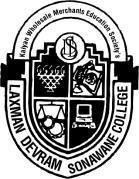 Kalyan Wholesale Merchants Education Society's
LAXMAN DEVRAM SONAWANE COLLEGE